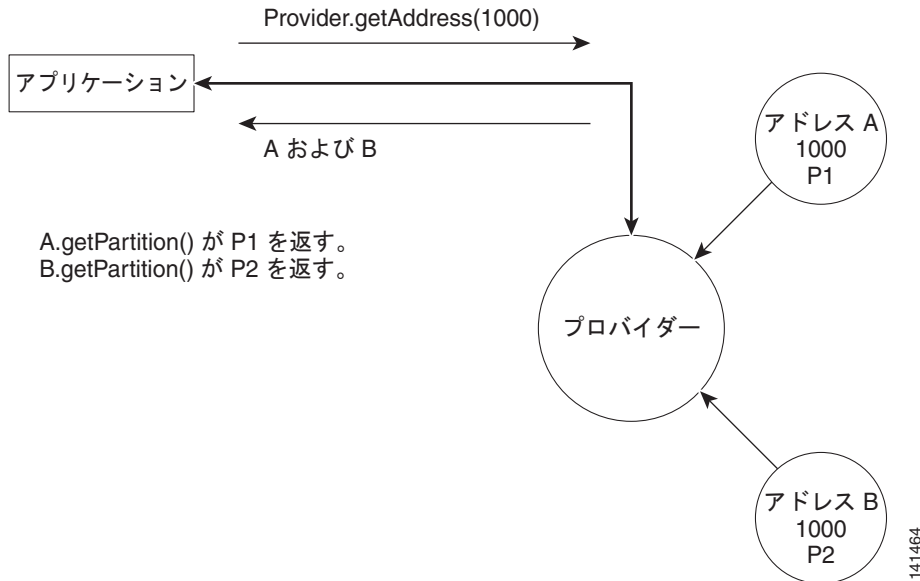 Provider.getAddress(1000)
アプリケーション
A および B
アドレス A
1000
P1
A.getPartition() が P1 を返す。
B.getPartition() が P2 を返す。
プロバイダー
アドレス B
1000
P2
141464